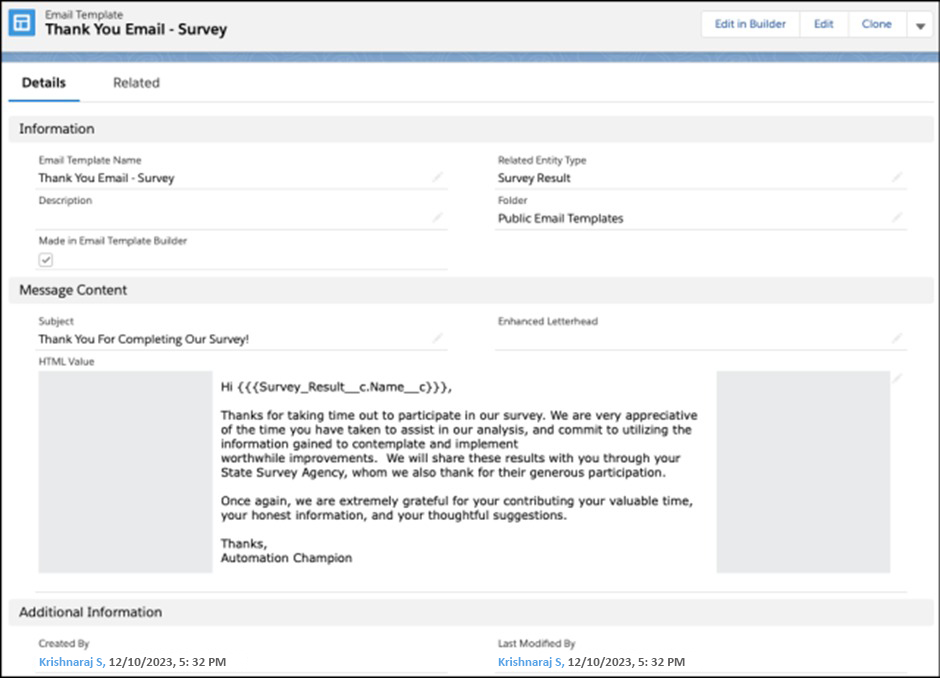 Email Template
Thank You Email - Survey
Edit in Builder
Edit
Clone
Details
Related
Information
Email Template Name
Thank You Email - Survey
Related Entity Type
Survey Result
Description
Folder
Public Email Templates
Made in Email Template Builder
Message Content
Subject
Thank You For Completing Our Survey!
Enhanced Letterhead
HTML Value
Hi {{{Survey_Result__c.Name__c}}},
Thanks for taking time out to participate in our survey. We are very appreciative
of the time you have taken to assist in our analysis, and commit to utilizing the
information gained to contemplate and implement
worthwhile improvements.  We will share these results with you through your
State Survey Agency, whom we also thank for their generous participation.
Once again, we are extremely grateful for your contributing your valuable time,
your honest information, and your thoughtful suggestions.
Thanks,
Automation Champion
Additional Information
Created By
Krishnaraj S, 12/10/2023, 5: 32 PM
Last Modified By
Krishnaraj S, 12/10/2023, 5: 32 PM